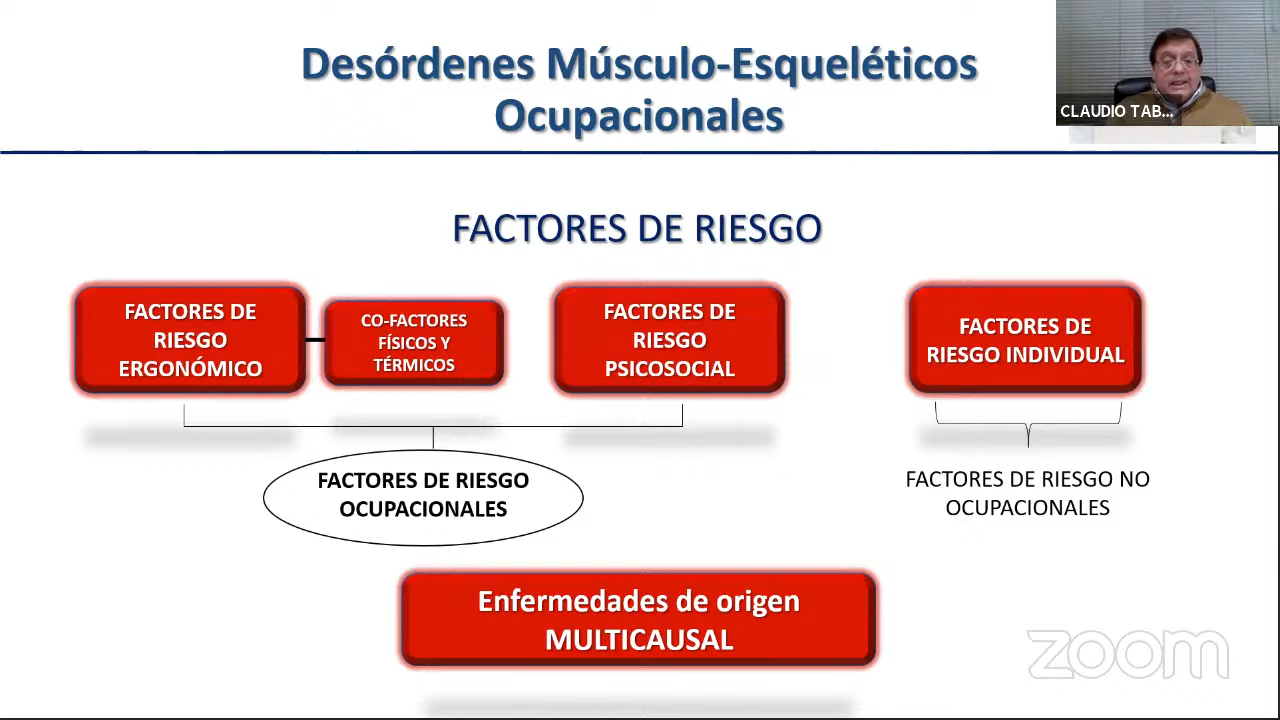 Desórdenes Músculo-Esqueléticos
Ocupacionales
CLAUDIO TAB...
FACTORES DE RIESGO
FACTORES DE
RIESGO
ERGONÓMICO
CO-FACTORES
FÍSICOS Y
TÉRMICOS
FACTORES DE
RIESGO
PSICOSOCIAL
FACTORES DE
RIESGO INDIVIDUAL
FACTORES DE RIESGO
OCUPACIONALES
FACTORES DE RIESGO NO
OCUPACIONALES
Enfermedades de origen
MULTICAUSAL
zoom